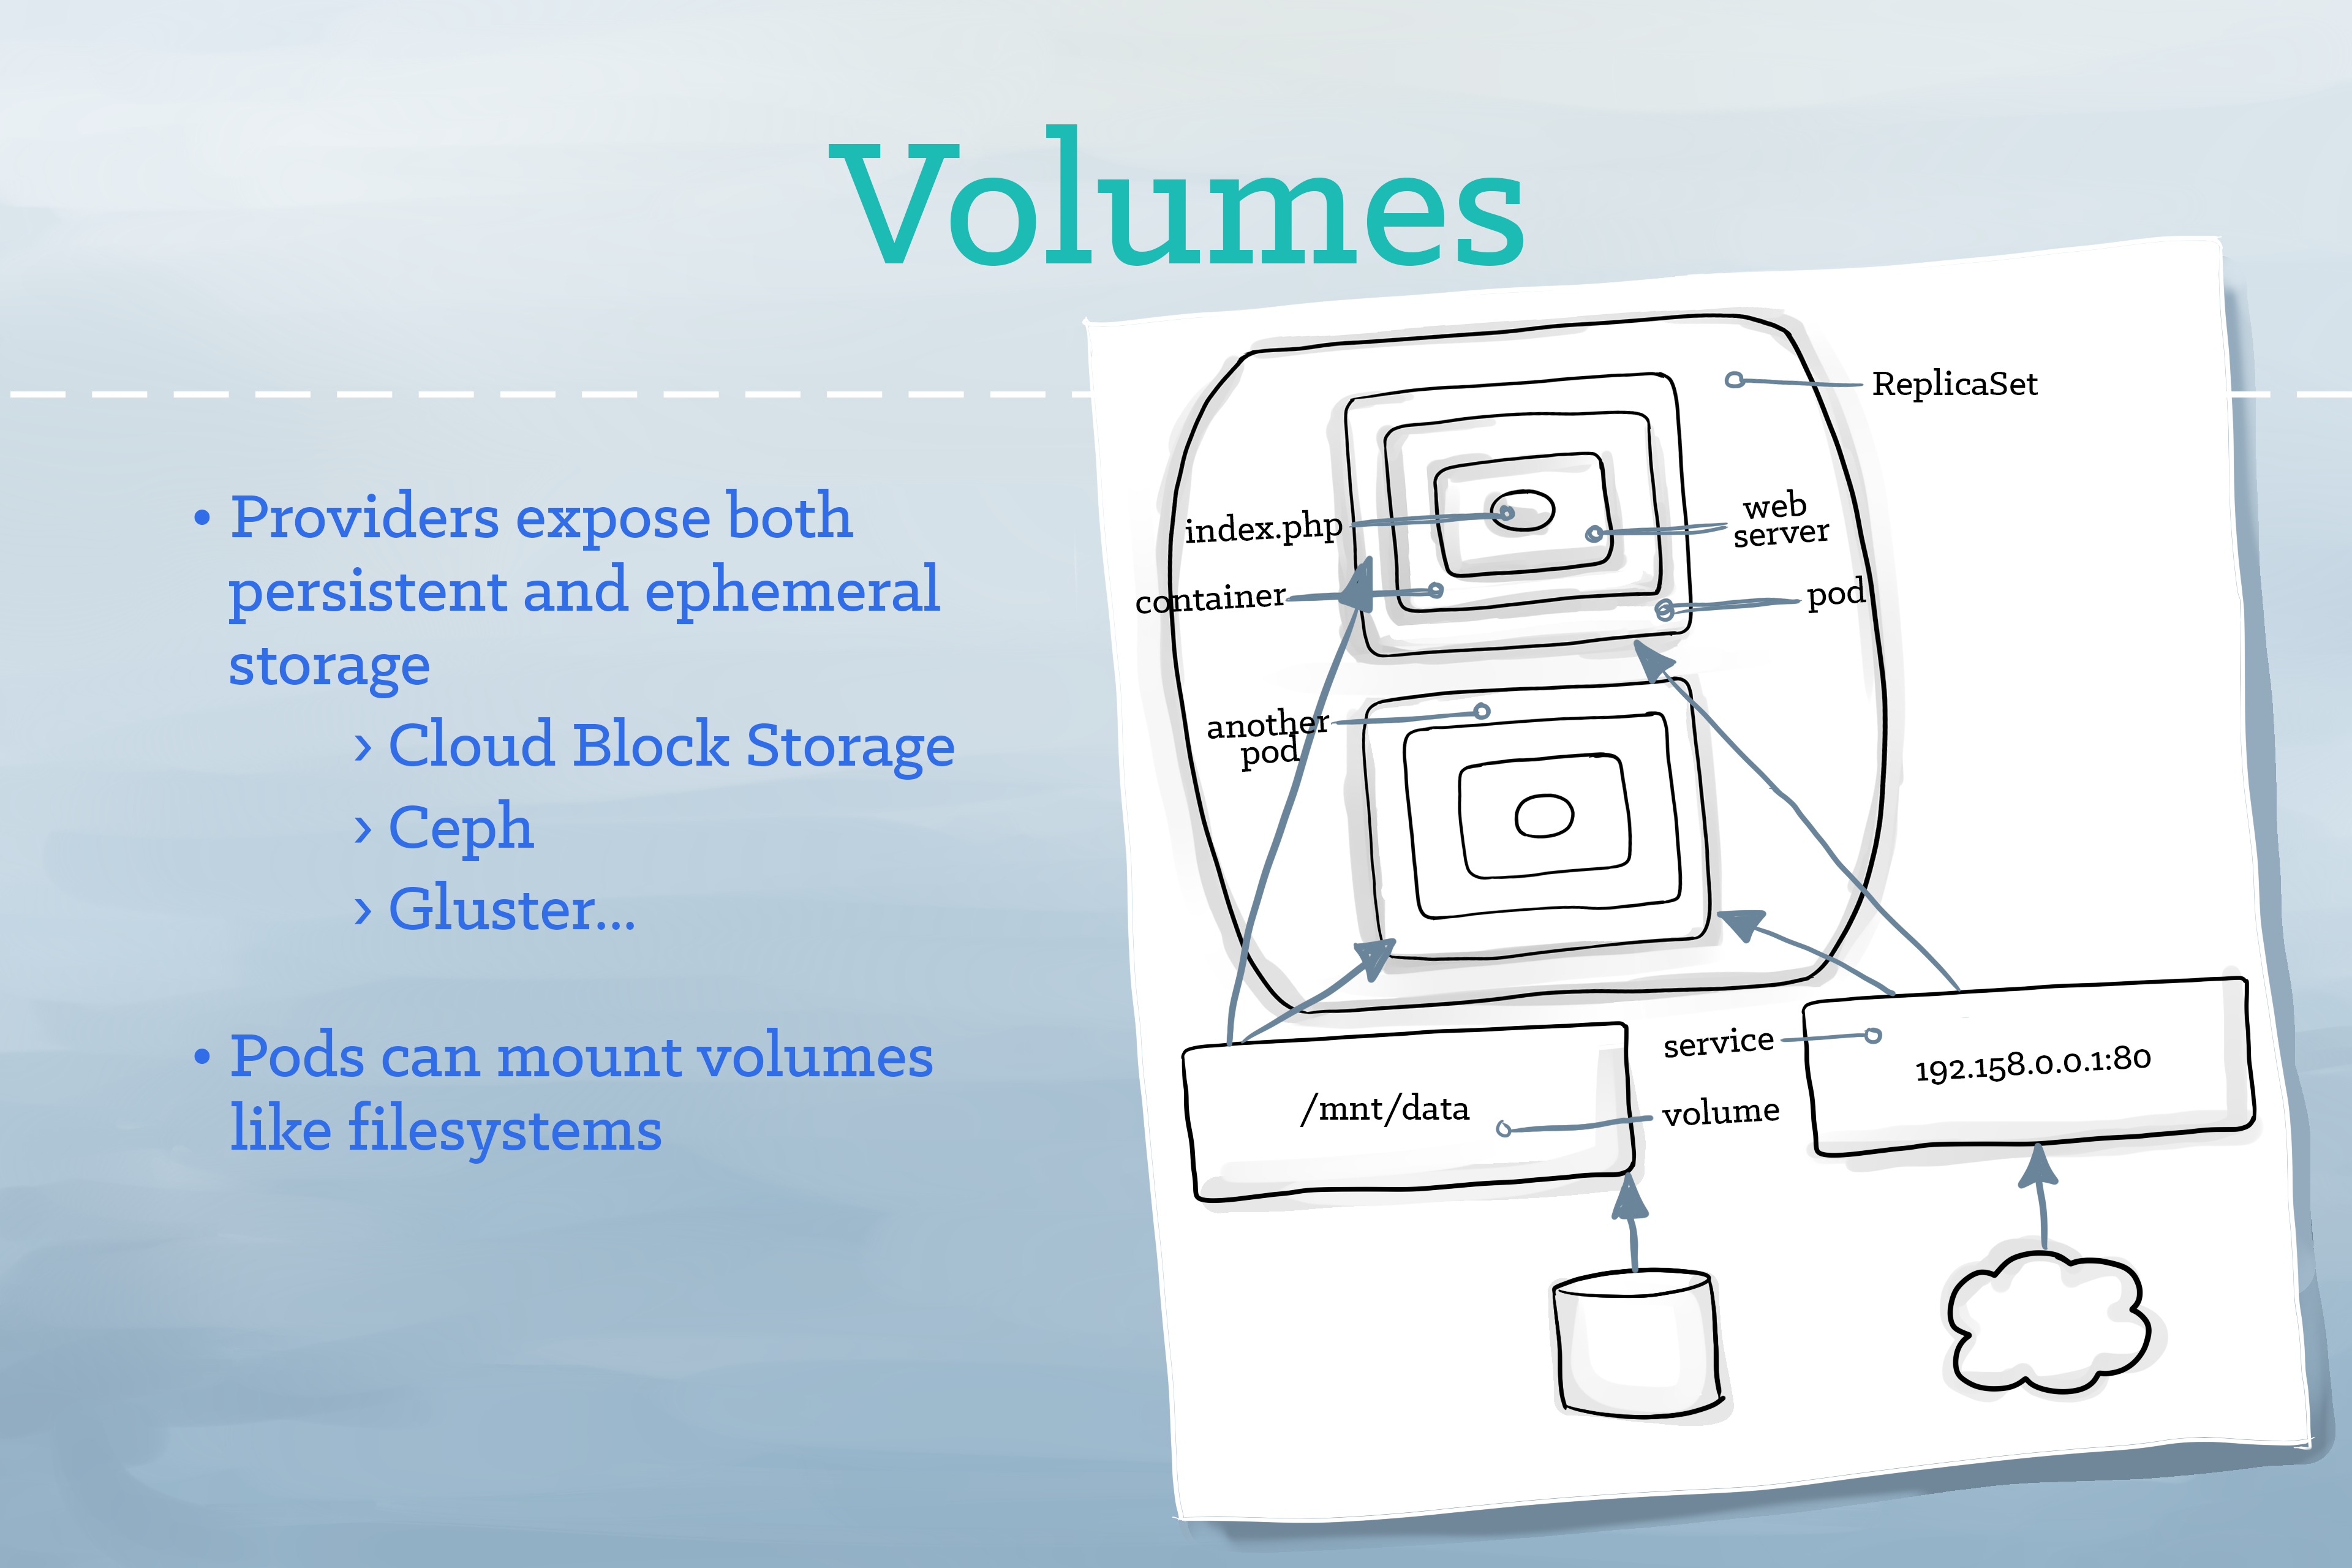 Volumes
• Providers expose both
persistent and ephemeral
storage
› Cloud Block Storage
› Ceph
› Gluster...
• Pods can mount volumes
like filesystems
ReplicaSet
index.php
web
server
container
pod
another
pod
service
192.158.0.0.1:80
/mnt/data
volume